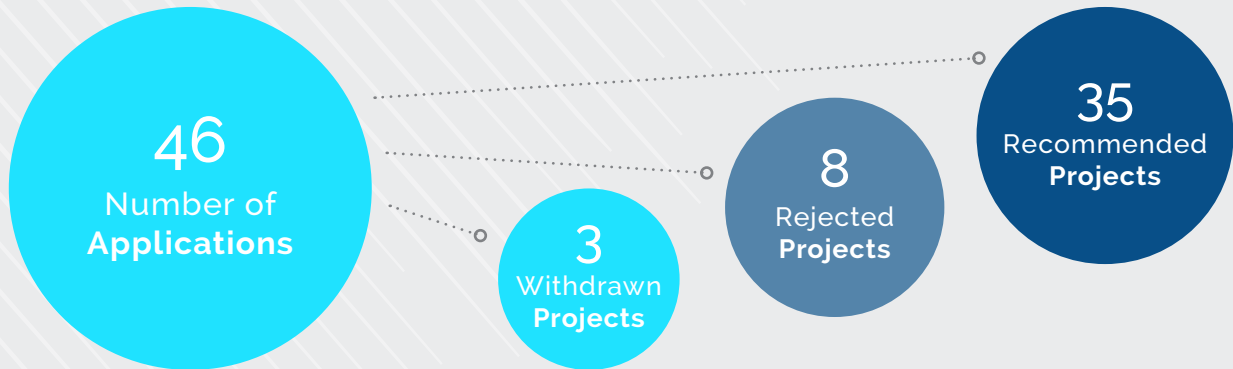 46
Number of
Applications
3
Withdrawn
Projects
8
Rejected
Projects
35
Recommended
Projects